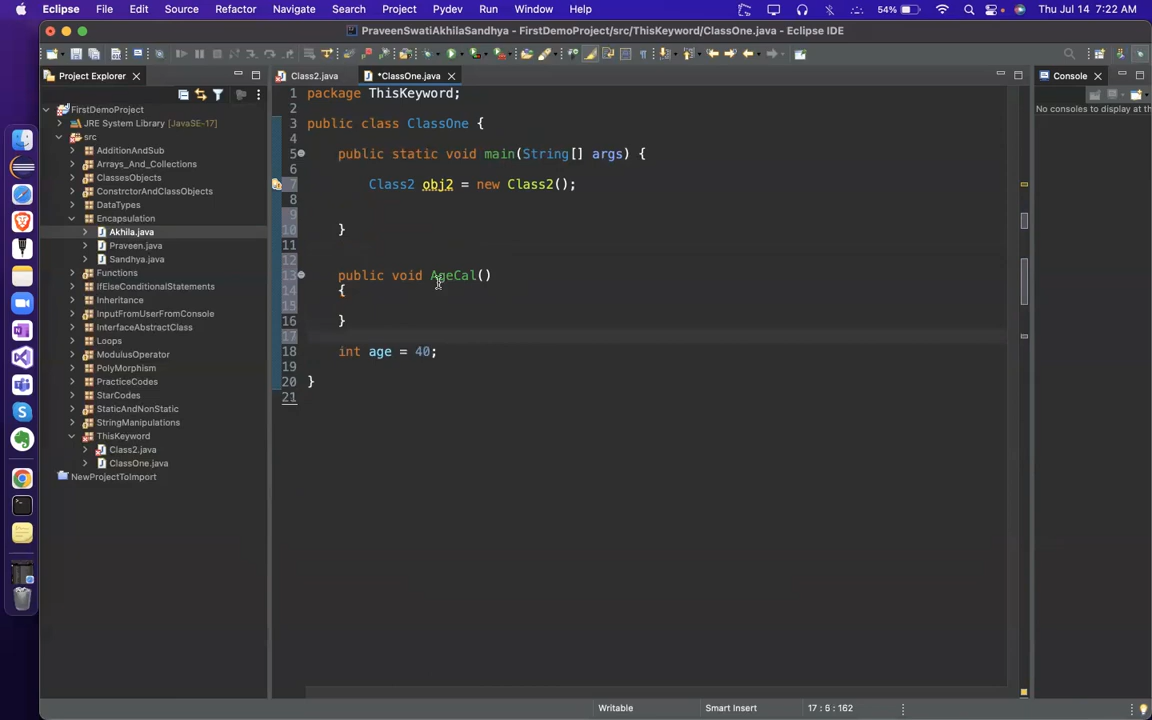 Eclipse File Edit Source Refactor Navigate Search Project Pydev Run Window Help 54% Thu Jul 14 7:22 AM
PraveenSwatiAkhilaSandhya - FirstDemoProject/src/ThisKeyword/ClassOne.java - Eclipse IDE
Project Explorer
Class2.java
*ClassOne.java
Console
No consoles to display at th
FirstDemoProject
JRE System Library [JavaSE-17]
src
AdditionAndSub
Arrays_And_Collections
ClassesObjects
ConstrctorAndClassObjects
DataTypes
Encapsulation
Akhila.java
Praveen.java
Sandhya.java
Functions
IfElseConditionalStatements
Inheritance
InputFromUserFromConsole
InterfaceAbstractClass
Loops
ModulusOperator
PolyMorphism
PracticeCodes
StarCodes
StaticAndNonStatic
StringManipulations
ThisKeyword
Class2.java
ClassOne.java
NewProjectToImport
1 package ThisKeyword;
2
3 public class ClassOne {
4
5 public static void main(String[] args) {
6
7 Class2 obj2 = new Class2();
8
9
10 }
11
12
13 public void AgeCal()
14 {
15
16 }
17
18 int age = 40;
19
20 }
21
Writable Smart Insert 17 : 6 : 162